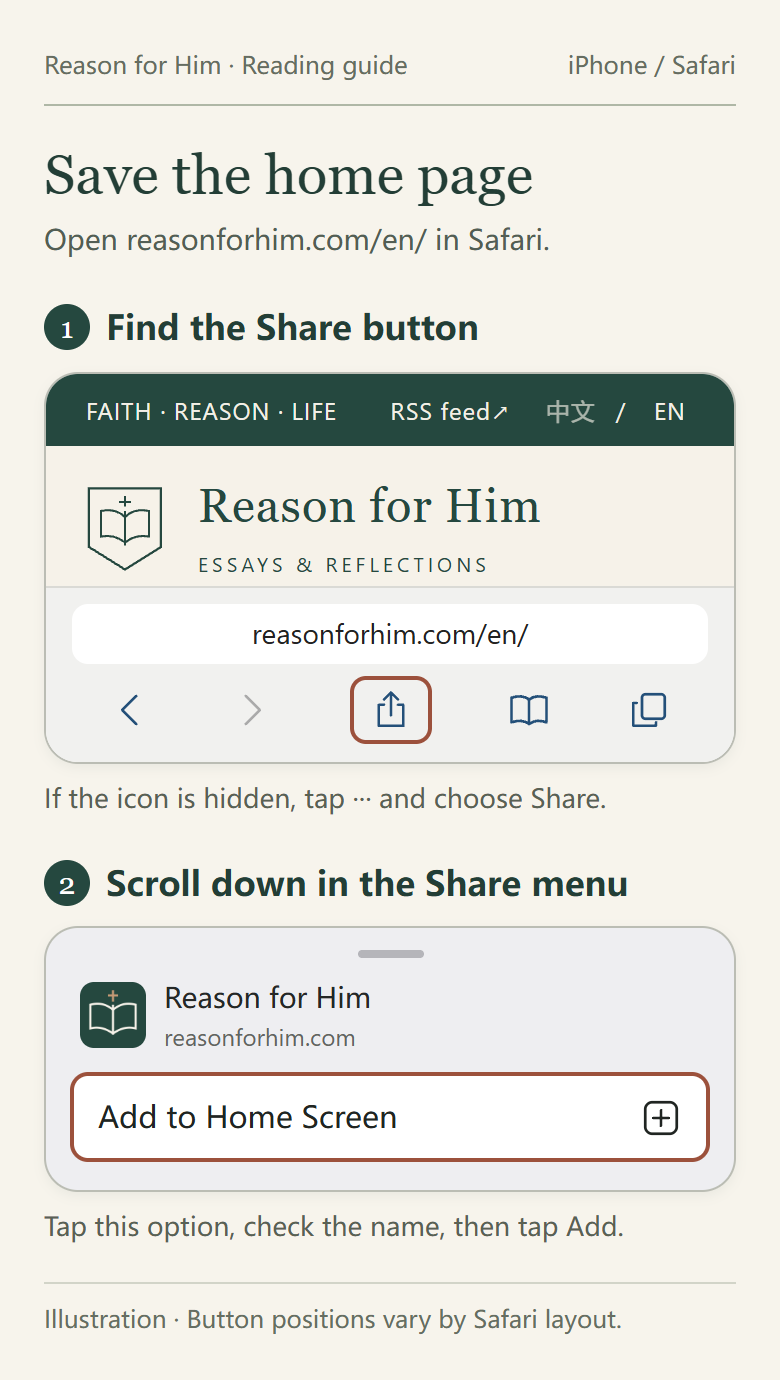 Reason for Him · Reading guide
iPhone / Safari
Save the home page
Open reasonforhim.com/en/ in Safari.
1 Find the Share button
FAITH · REASON · LIFE RSS feed↗ 中文 / EN
Reason for Him
ESSAYS & REFLECTIONS
reasonforhim.com/en/
If the icon is hidden, tap ··· and choose Share.
2 Scroll down in the Share menu
Reason for Him
reasonforhim.com
Add to Home Screen
Tap this option, check the name, then tap Add.
Illustration · Button positions vary by Safari layout.